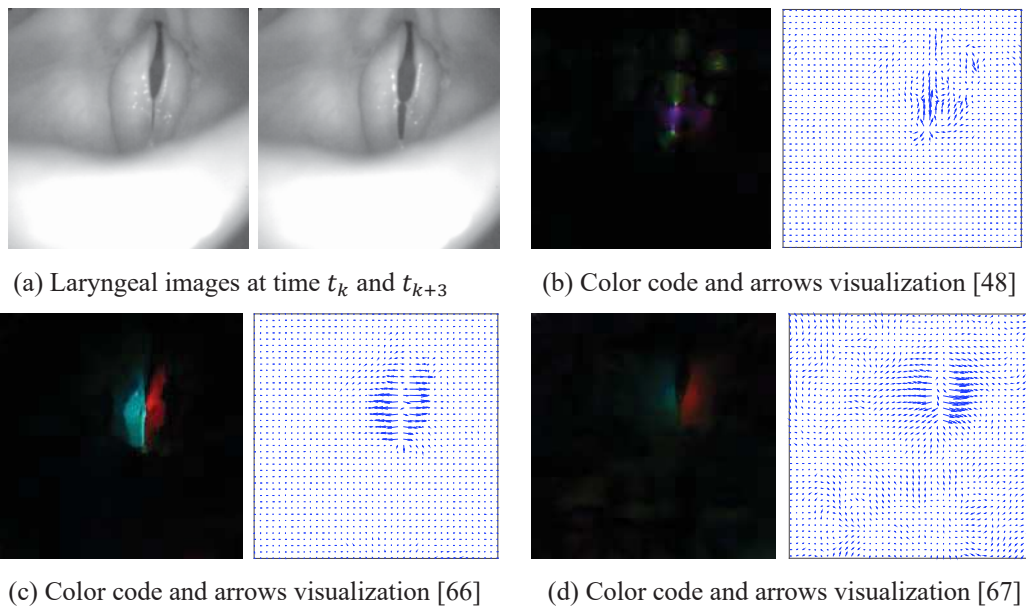 (a) Laryngeal images at time $t_k$ and $t_{k+3}$
(b) Color code and arrows visualization [48]
(c) Color code and arrows visualization [66]
(d) Color code and arrows visualization [67]